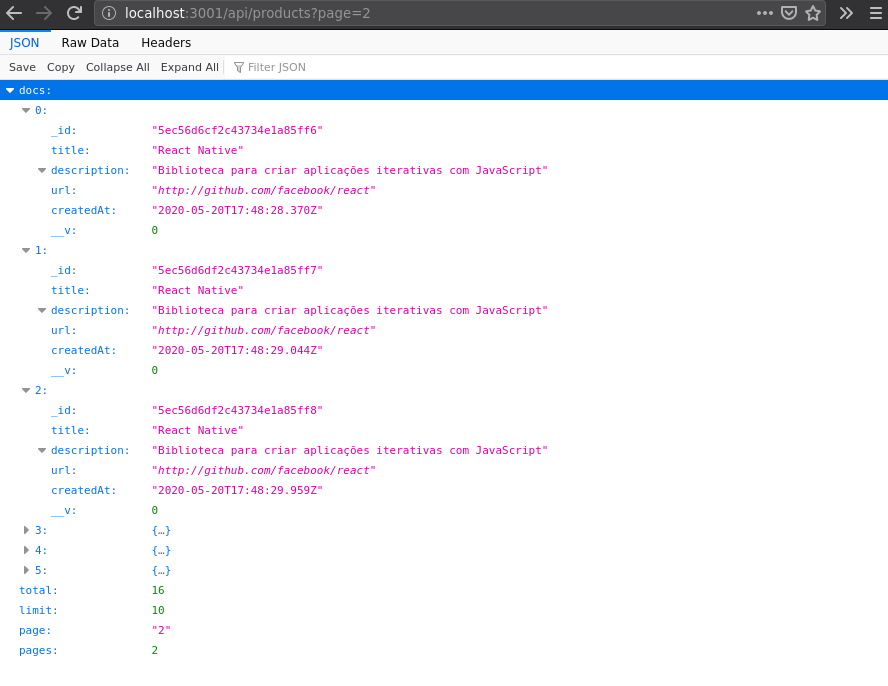 localhost:3001/api/products?page=2
JSON Raw Data Headers
Save Copy Collapse All Expand All Filter JSON
docs:
0:
_id: "5ec56d6cf2c43734e1a85ff6"
title: "React Native"
description: "Biblioteca para criar aplicações iterativas com JavaScript"
url: "http://github.com/facebook/react"
createdAt: "2020-05-20T17:48:28.370Z"
__v: 0
1:
_id: "5ec56d6df2c43734e1a85ff7"
title: "React Native"
description: "Biblioteca para criar aplicações iterativas com JavaScript"
url: "http://github.com/facebook/react"
createdAt: "2020-05-20T17:48:29.044Z"
__v: 0
2:
_id: "5ec56d6df2c43734e1a85ff8"
title: "React Native"
description: "Biblioteca para criar aplicações iterativas com JavaScript"
url: "http://github.com/facebook/react"
createdAt: "2020-05-20T17:48:29.959Z"
__v: 0
3: {…}
4: {…}
5: {…}
total: 16
limit: 10
page: "2"
pages: 2